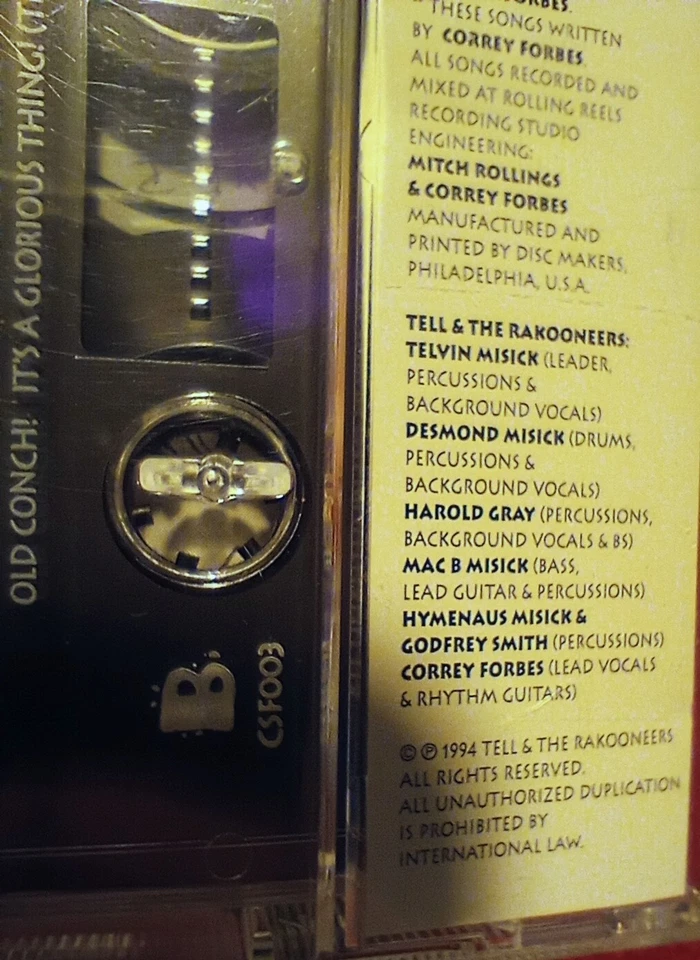 OLD CONCH! IT'S A GLORIOUS THING!
B
CSF003
FORBES.
THESE SONGS WRITTEN
BY CORREY FORBES
ALL SONGS RECORDED AND
MIXED AT ROLLING REELS
RECORDING STUDIO
ENGINEERING:
MITCH ROLLINGS
& CORREY FORBES
MANUFACTURED AND
PRINTED BY DISC MAKERS,
PHILADELPHIA, U.S.A.
TELL & THE RAKOONEERS:
TELVIN MISICK (LEADER,
PERCUSSIONS &
BACKGROUND VOCALS)
DESMOND MISICK (DRUMS,
PERCUSSIONS &
BACKGROUND VOCALS)
HAROLD GRAY (PERCUSSIONS,
BACKGROUND VOCALS & BS)
MAC B MISICK (BASS,
LEAD GUITAR & PERCUSSIONS)
HYMENAUS MISICK &
GODFREY SMITH (PERCUSSIONS)
CORREY FORBES (LEAD VOCALS
& RHYTHM GUITARS)
© ℗ 1994 TELL & THE RAKOONEERS
ALL RIGHTS RESERVED.
ALL UNAUTHORIZED DUPLICATION
IS PROHIBITED BY
INTERNATIONAL LAW.